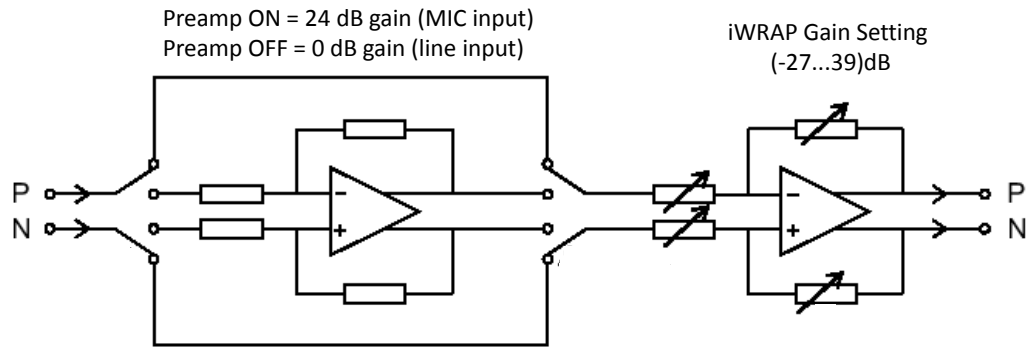 Preamp ON = 24 dB gain (MIC input)
Preamp OFF = 0 dB gain (line input)
iWRAP Gain Setting
(-27...39)dB
P
N
P
N